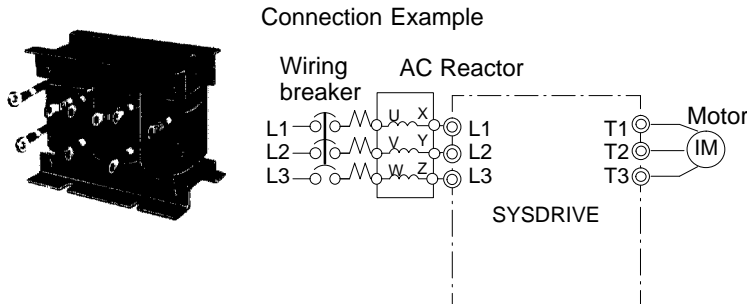 Connection Example
Wiring
breaker
AC Reactor
Motor
L1 U X L1 T1
L2 V Y L2 T2 IM
L3 W Z L3 T3
SYSDRIVE